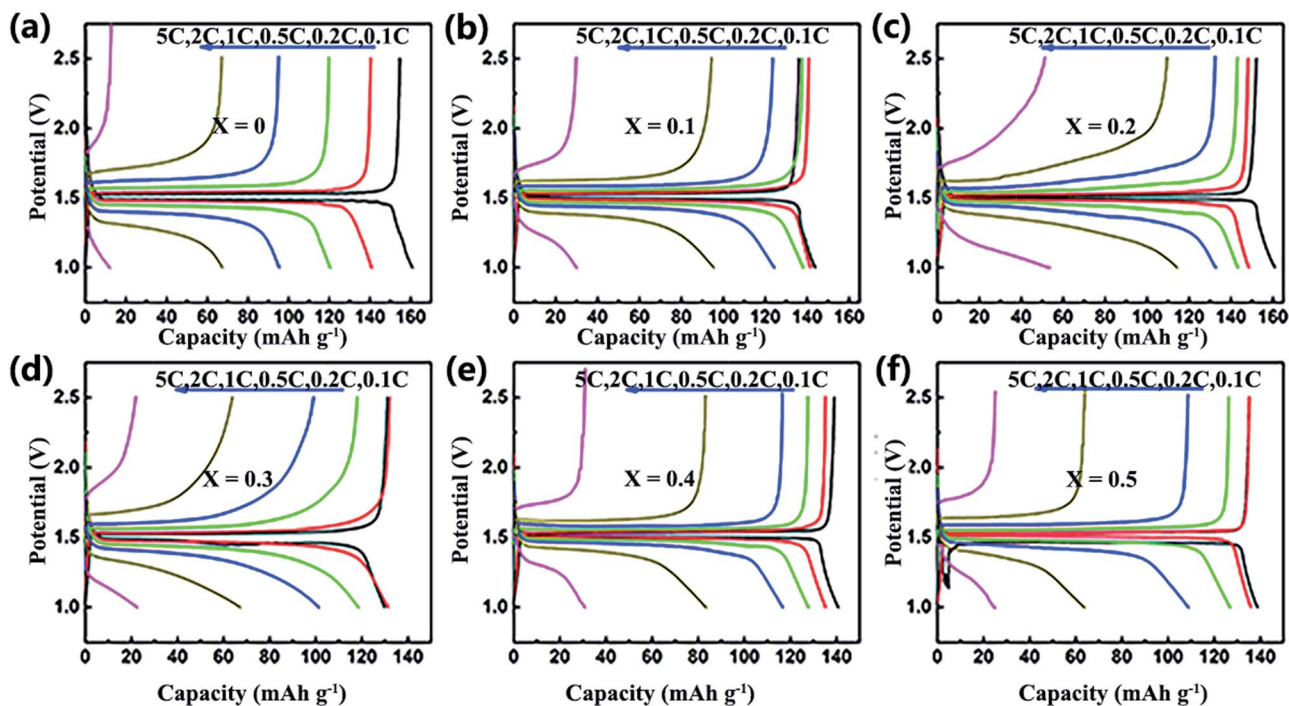 (a)
5C,2C,1C,0.5C,0.2C,0.1C
X = 0
Potential (V)
2.5
2.0
1.5
1.0
0 20 40 60 80 100 120 140 160
Capacity (mAh g⁻¹)
(b)
5C,2C,1C,0.5C,0.2C,0.1C
X = 0.1
Potential (V)
2.5
2.0
1.5
1.0
0 20 40 60 80 100 120 140 160
Capacity (mAh g⁻¹)
(c)
5C,2C,1C,0.5C,0.2C,0.1C
X = 0.2
Potential (V)
2.5
2.0
1.5
1.0
0 20 40 60 80 100 120 140 160
Capacity (mAh g⁻¹)
(d)
5C,2C,1C,0.5C,0.2C,0.1C
X = 0.3
Potential (V)
2.5
2.0
1.5
1.0
0 20 40 60 80 100 120 140
Capacity (mAh g⁻¹)
(e)
5C,2C,1C,0.5C,0.2C,0.1C
X = 0.4
Potential (V)
2.5
2.0
1.5
1.0
0 20 40 60 80 100 120 140
Capacity (mAh g⁻¹)
(f)
5C,2C,1C,0.5C,0.2C,0.1C
X = 0.5
Potential (V)
2.5
2.0
1.5
1.0
0 20 40 60 80 100 120 140
Capacity (mAh g⁻¹)